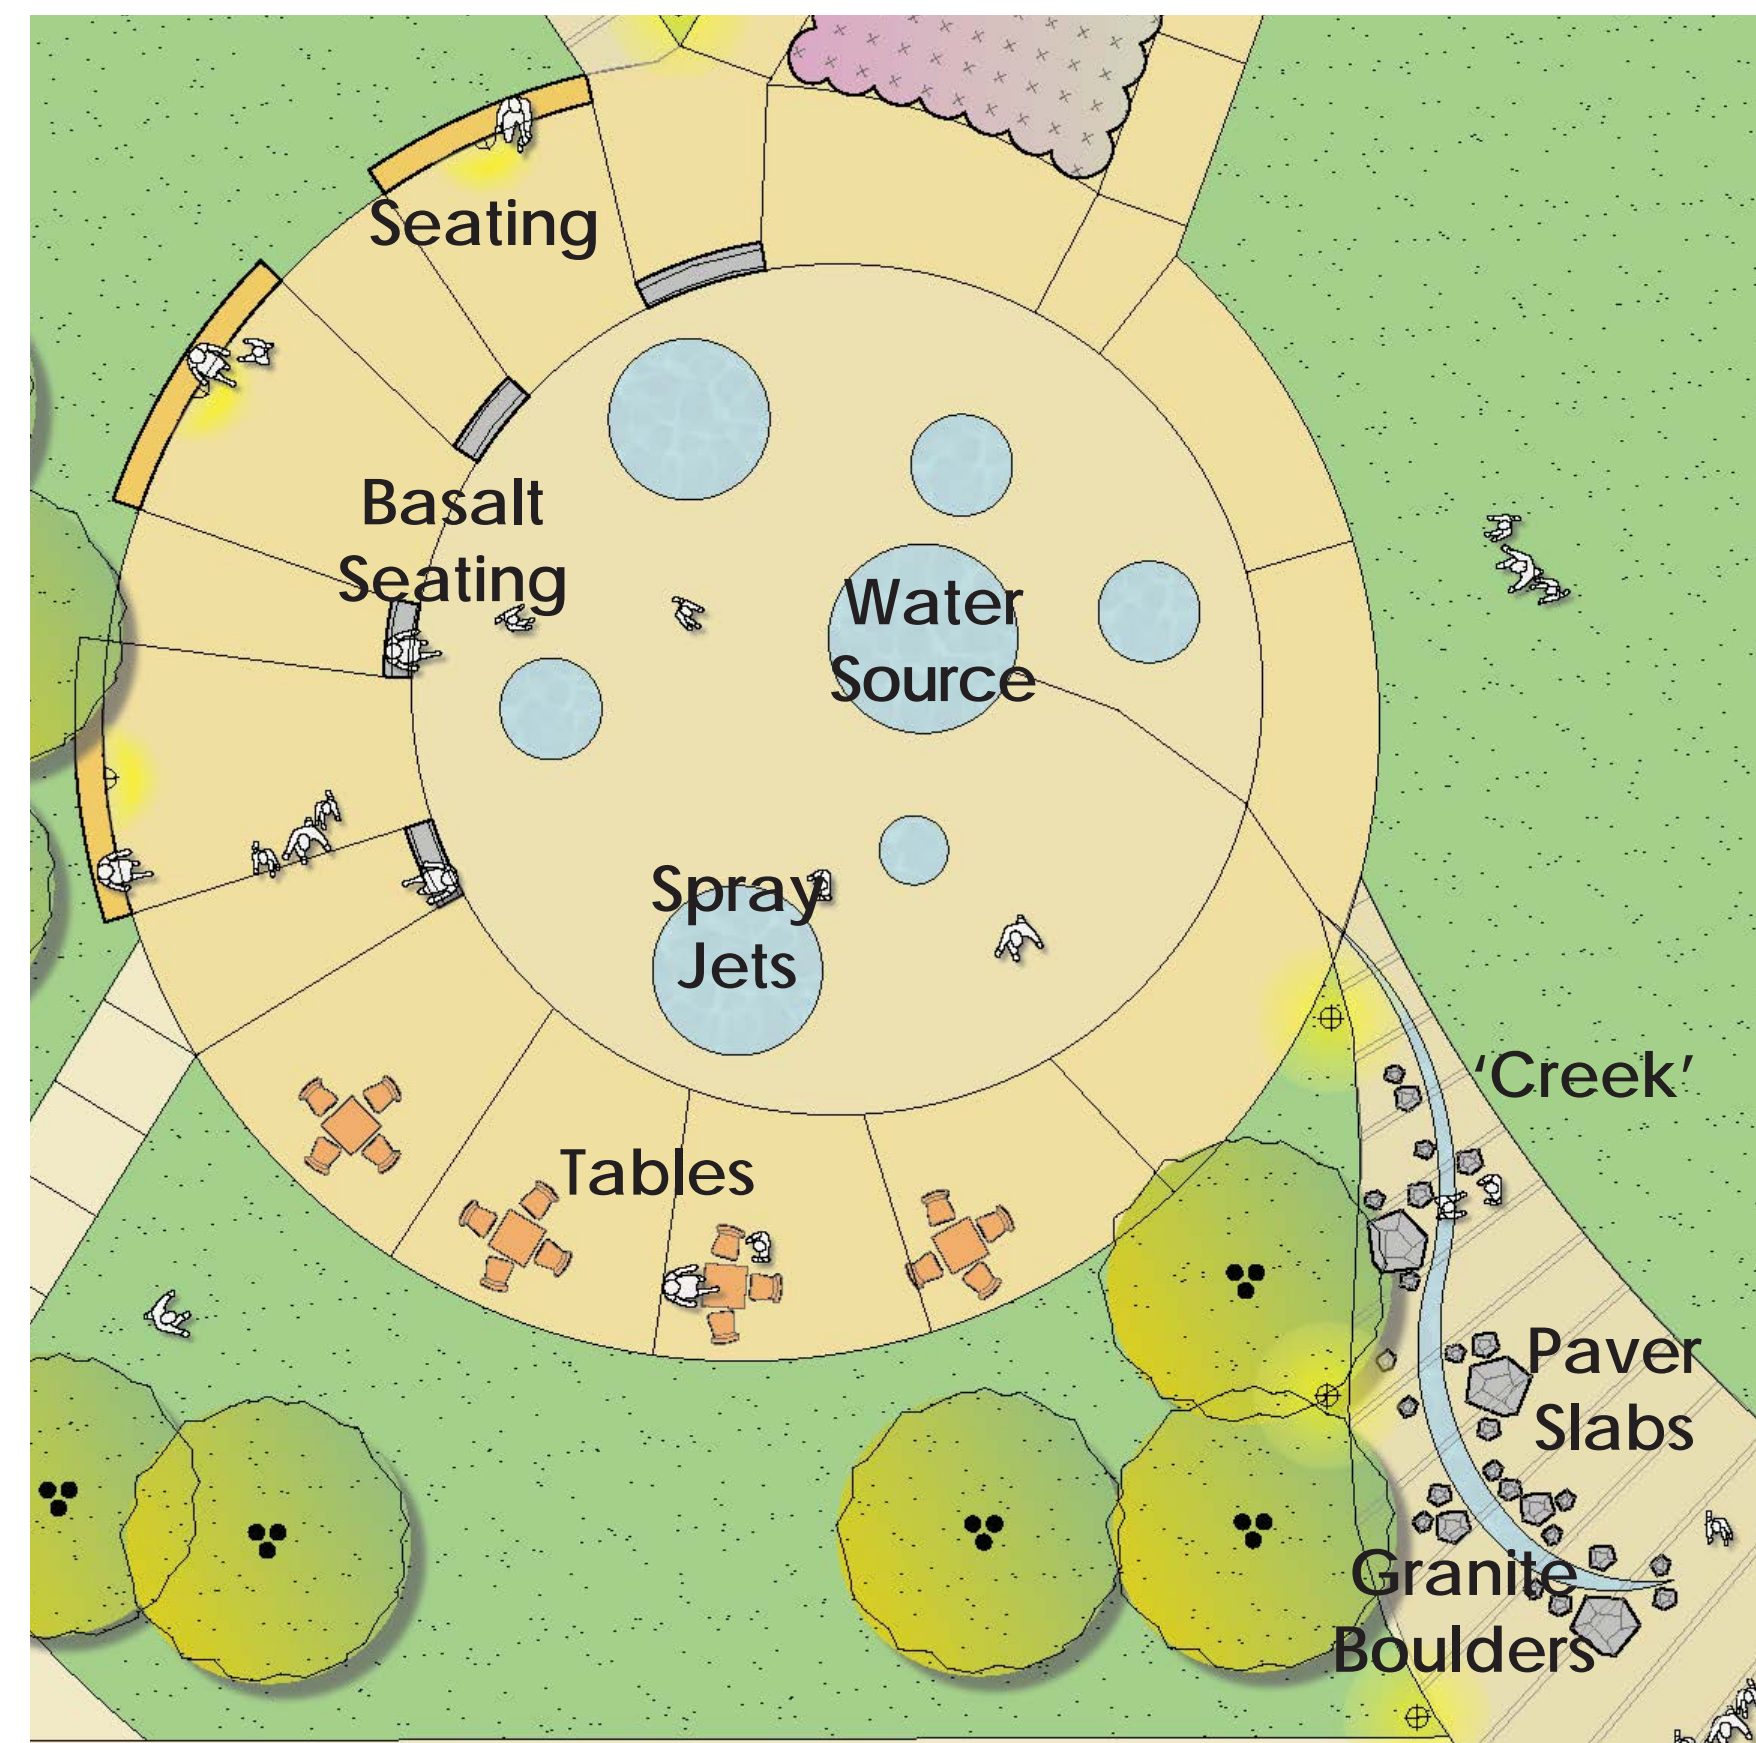 Seating
Basalt
Seating
Water
Source
Spray
Jets
'Creek'
Tables
Paver
Slabs
Granite
Boulders